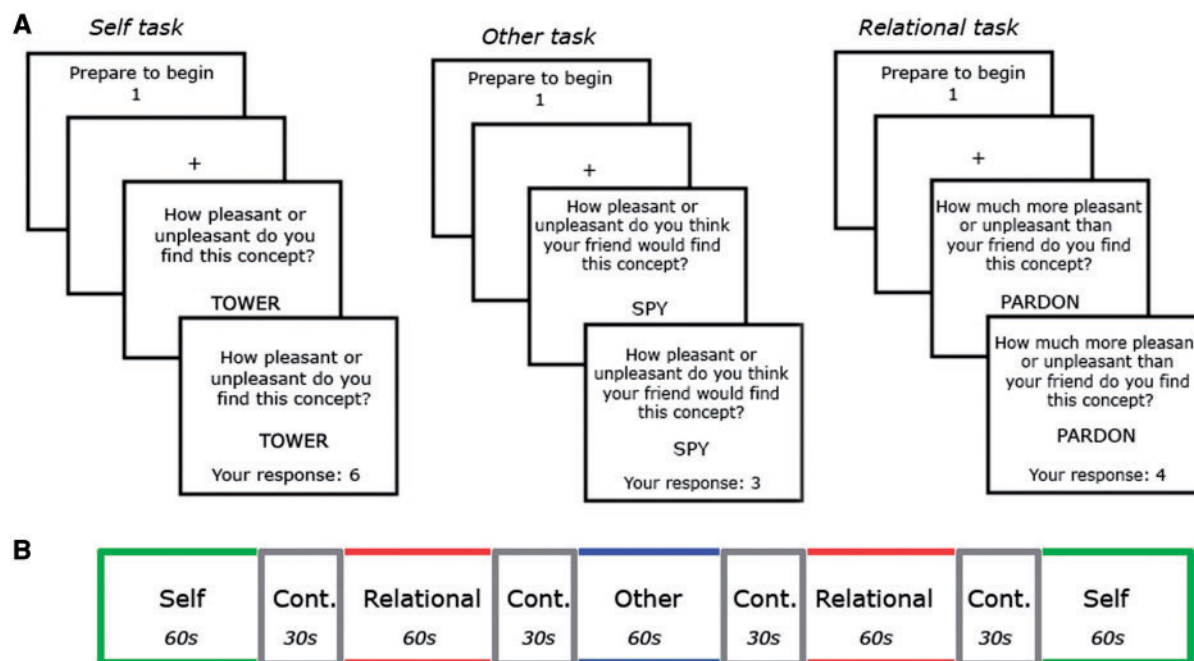 A
Self task
Prepare to begin
1
+
How pleasant or
unpleasant do you
find this concept?
TOWER
How pleasant or
unpleasant do you
find this concept?
TOWER
Your response: 6
Other task
Prepare to begin
1
+
How pleasant or
unpleasant do you think
your friend would find
this concept?
SPY
How pleasant or
unpleasant do you think
your friend would find
this concept?
SPY
Your response: 3
Relational task
Prepare to begin
1
+
How much more pleasant
or unpleasant than
your friend do you find
this concept?
PARDON
How much more pleasan
or unpleasant than
your friend do you find
this concept?
PARDON
Your response: 4
B
Self Cont. Relational Cont. Other Cont. Relational Cont. Self
60s 30s 60s 30s 60s 30s 60s 30s 60s